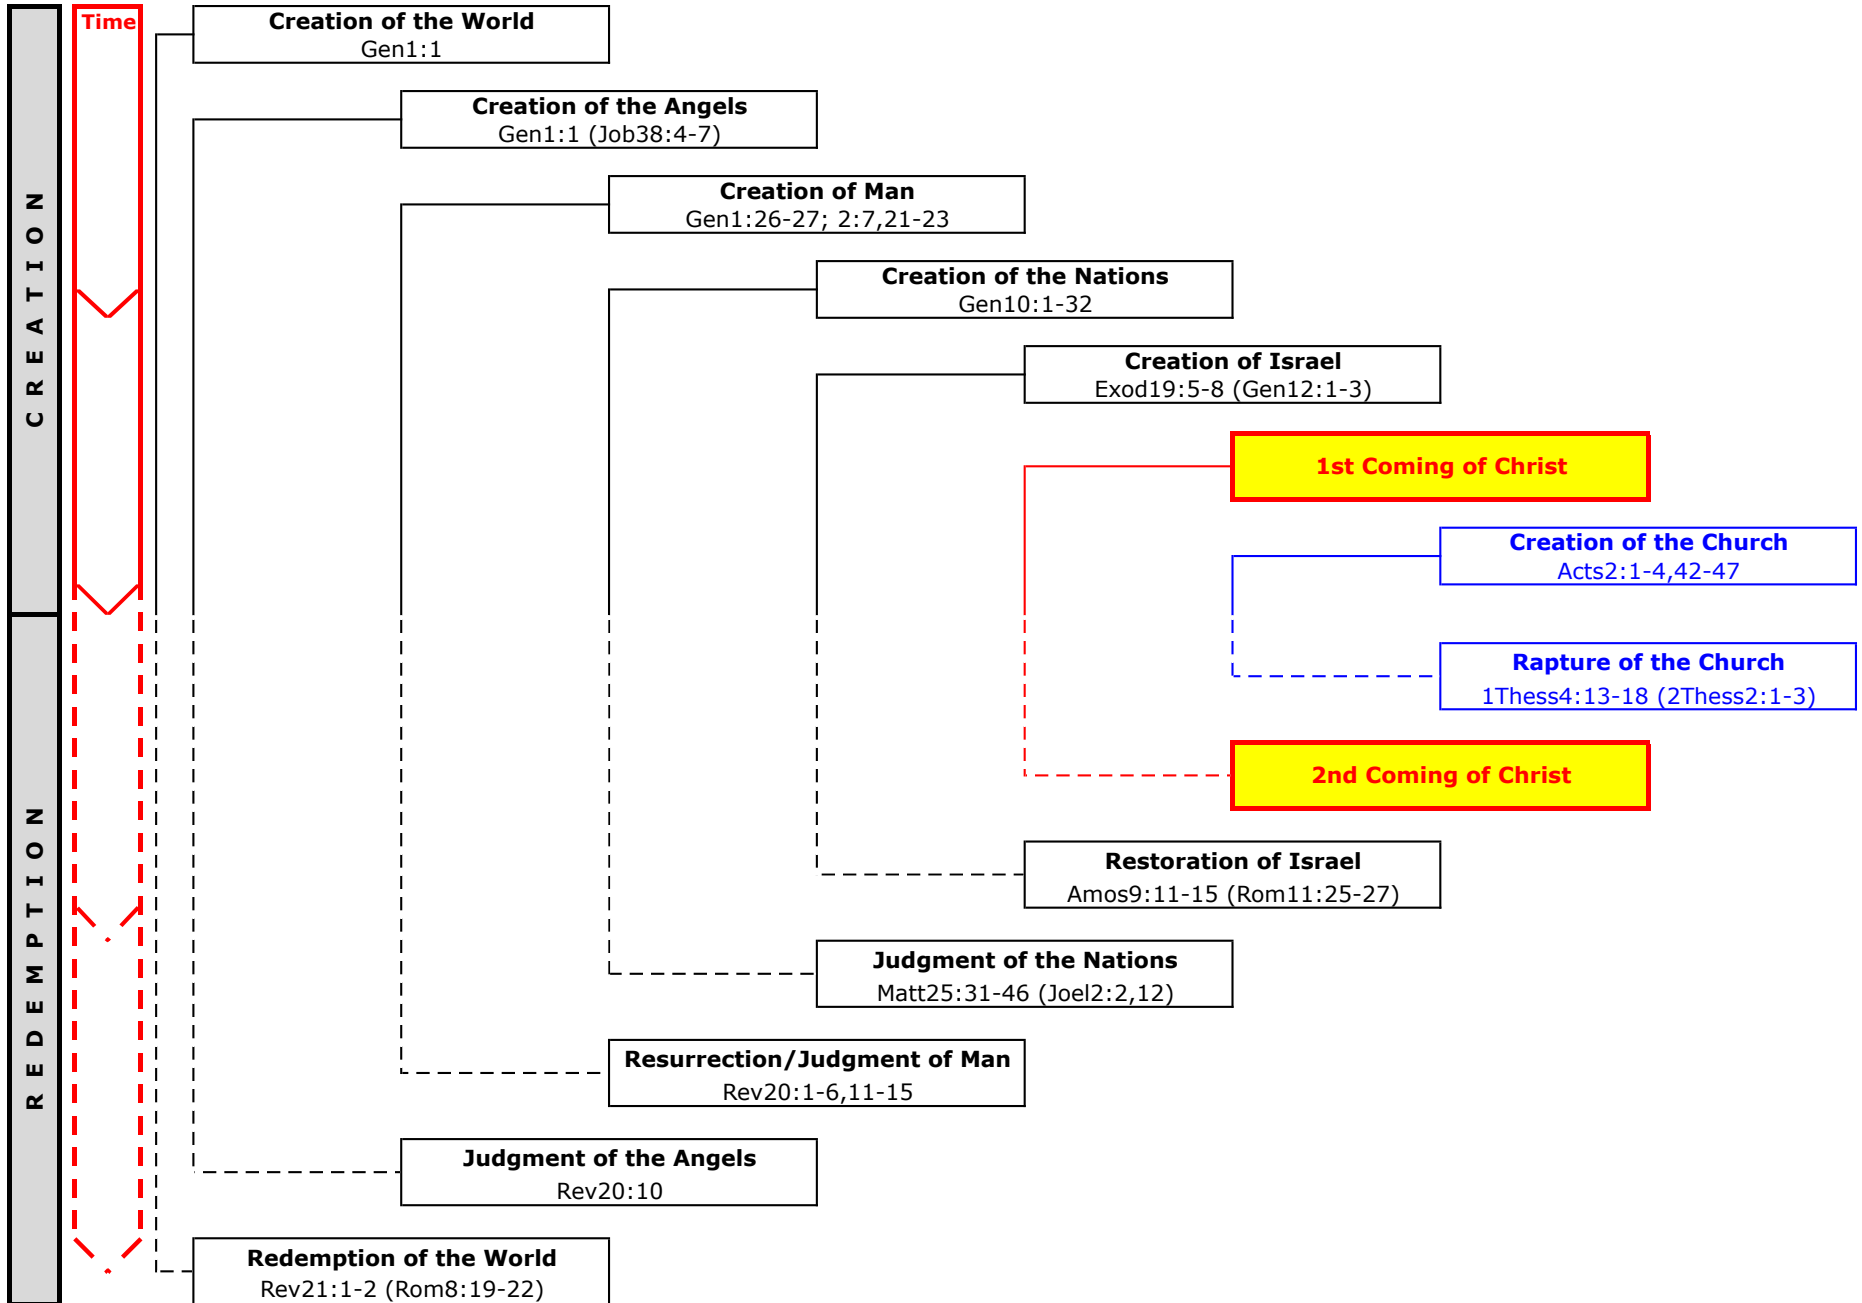 Time
Creation of the World
Gen1:1
Creation of the Angels
Gen1:1 (Job38:4-7)
Creation of Man
Gen1:26-27; 2:7,21-23
Creation of the Nations
Gen10:1-32
Creation of Israel
Exod19:5-8 (Gen12:1-3)
1st Coming of Christ
Creation of the Church
Acts2:1-4,42-47
CREATION
Rapture of the Church
1Thess4:13-18 (2Thess2:1-3)
2nd Coming of Christ
Restoration of Israel
Amos9:11-15 (Rom11:25-27)
Judgment of the Nations
Matt25:31-46 (Joel2:2,12)
Resurrection/Judgment of Man
Rev20:1-6,11-15
Judgment of the Angels
Rev20:10
Redemption of the World
Rev21:1-2 (Rom8:19-22)
REDEMPTION